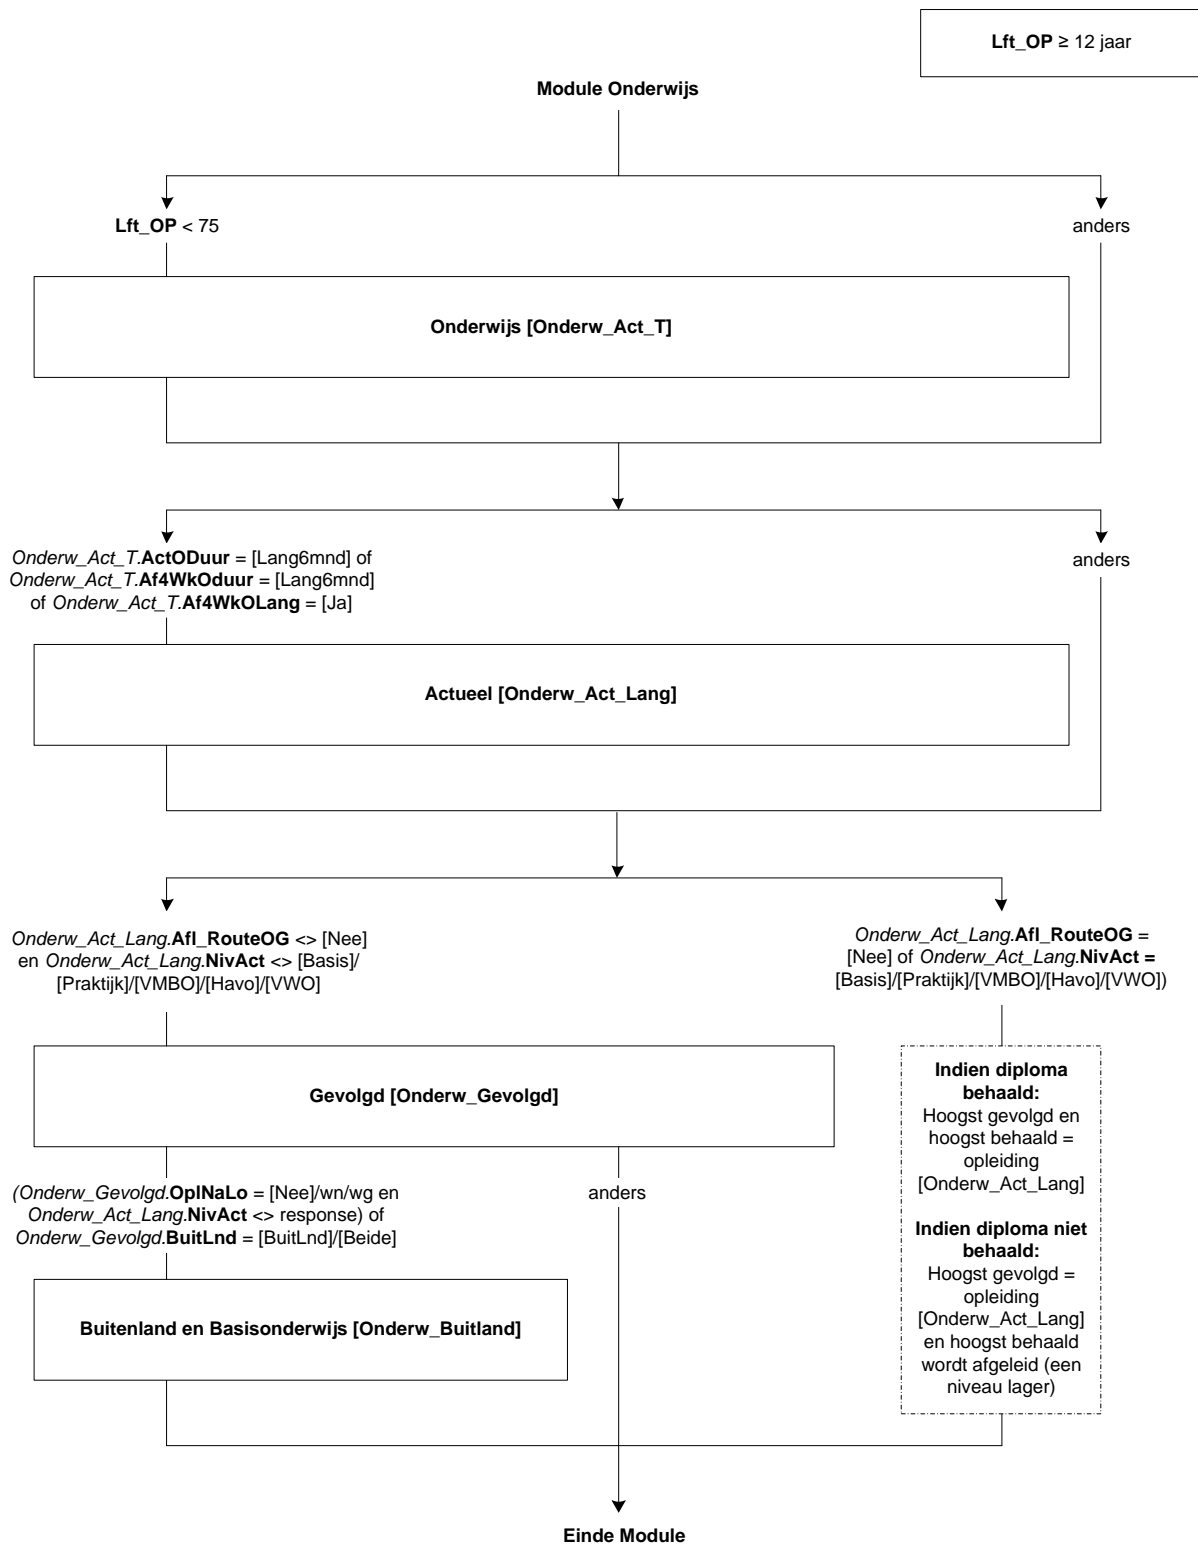 Lft_OP ≥ 12 jaar
Module Onderwijs
Lft_OP < 75
anders
Onderwijs [Onderw_Act_T]
Onderw_Act_T.ActODuur = [Lang6mnd] of
Onderw_Act_T.Af4WkOduur = [Lang6mnd]
of Onderw_Act_T.Af4WkOLang = [Ja]
anders
Actueel [Onderw_Act_Lang]
Onderw_Act_Lang.Afl_RouteOG <> [Nee]
en Onderw_Act_Lang.NivAct <> [Basis]/
[Praktijk]/[VMBO]/[Havo]/[VWO]
Onderw_Act_Lang.Afl_RouteOG =
[Nee] of Onderw_Act_Lang.NivAct =
[Basis]/[Praktijk]/[VMBO]/[Havo]/[VWO])
Gevolgd [Onderw_Gevolgd]
Indien diploma
behaald:
Hoogst gevolgd en
hoogst behaald =
opleiding
[Onderw_Act_Lang]
Indien diploma niet
behaald:
Hoogst gevolgd =
opleiding
[Onderw_Act_Lang]
en hoogst behaald
wordt afgeleid (een
niveau lager)
(Onderw_Gevolgd.OplNaLo = [Nee]/wn/wg en
Onderw_Act_Lang.NivAct <> response) of
Onderw_Gevolgd.BuitLnd = [BuitLnd]/[Beide]
anders
Buitenland en Basisonderwijs [Onderw_Buitland]
Einde Module